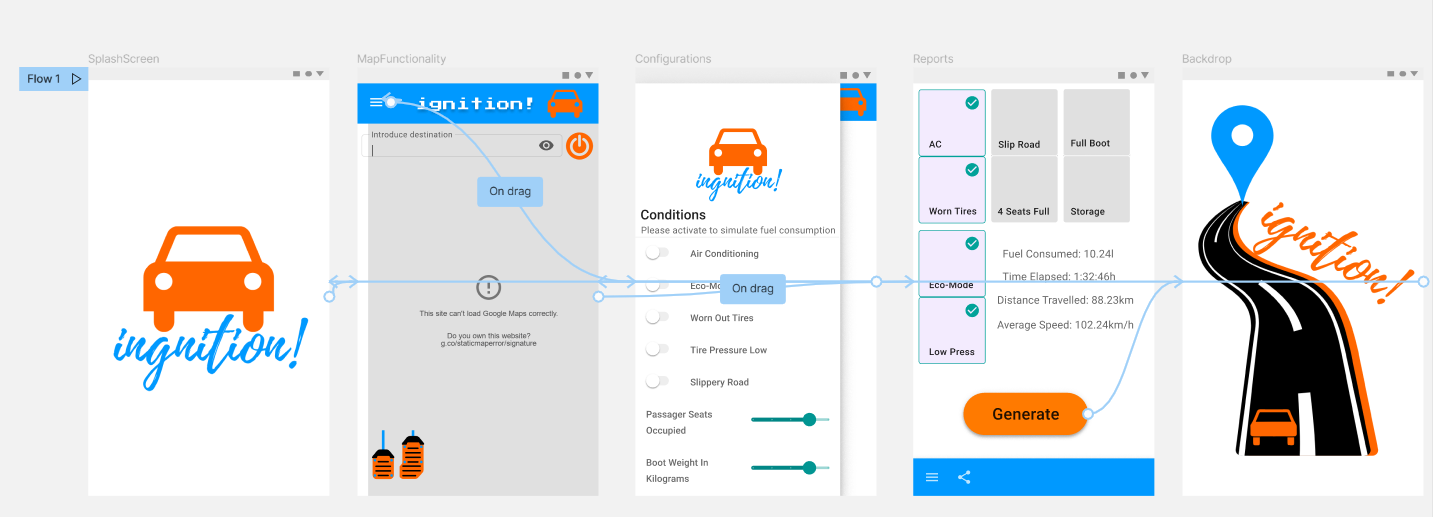 SplashScreen
Flow 1
ingnition!
MapFunctionality
ignition!
Introduce destination
On drag
This site can't load Google Maps correctly.
Do you own this website?
g.co/staticmaperror/signature
Configurations
ingnition!
Conditions
Please activate to simulate fuel consumption
Air Conditioning
Eco-Mo
On drag
Worn Out Tires
Tire Pressure Low
Slippery Road
Passager Seats
Occupied
Boot Weight In
Kilograms
Reports
AC
Slip Road
Full Boot
Worn Tires
4 Seats Full
Storage
Eco-Mode
Low Press
Fuel Consumed: 10.24l
Time Elapsed: 1:32:46h
Distance Travelled: 88.23km
Average Speed: 102.24km/h
Generate
Backdrop
ignition!